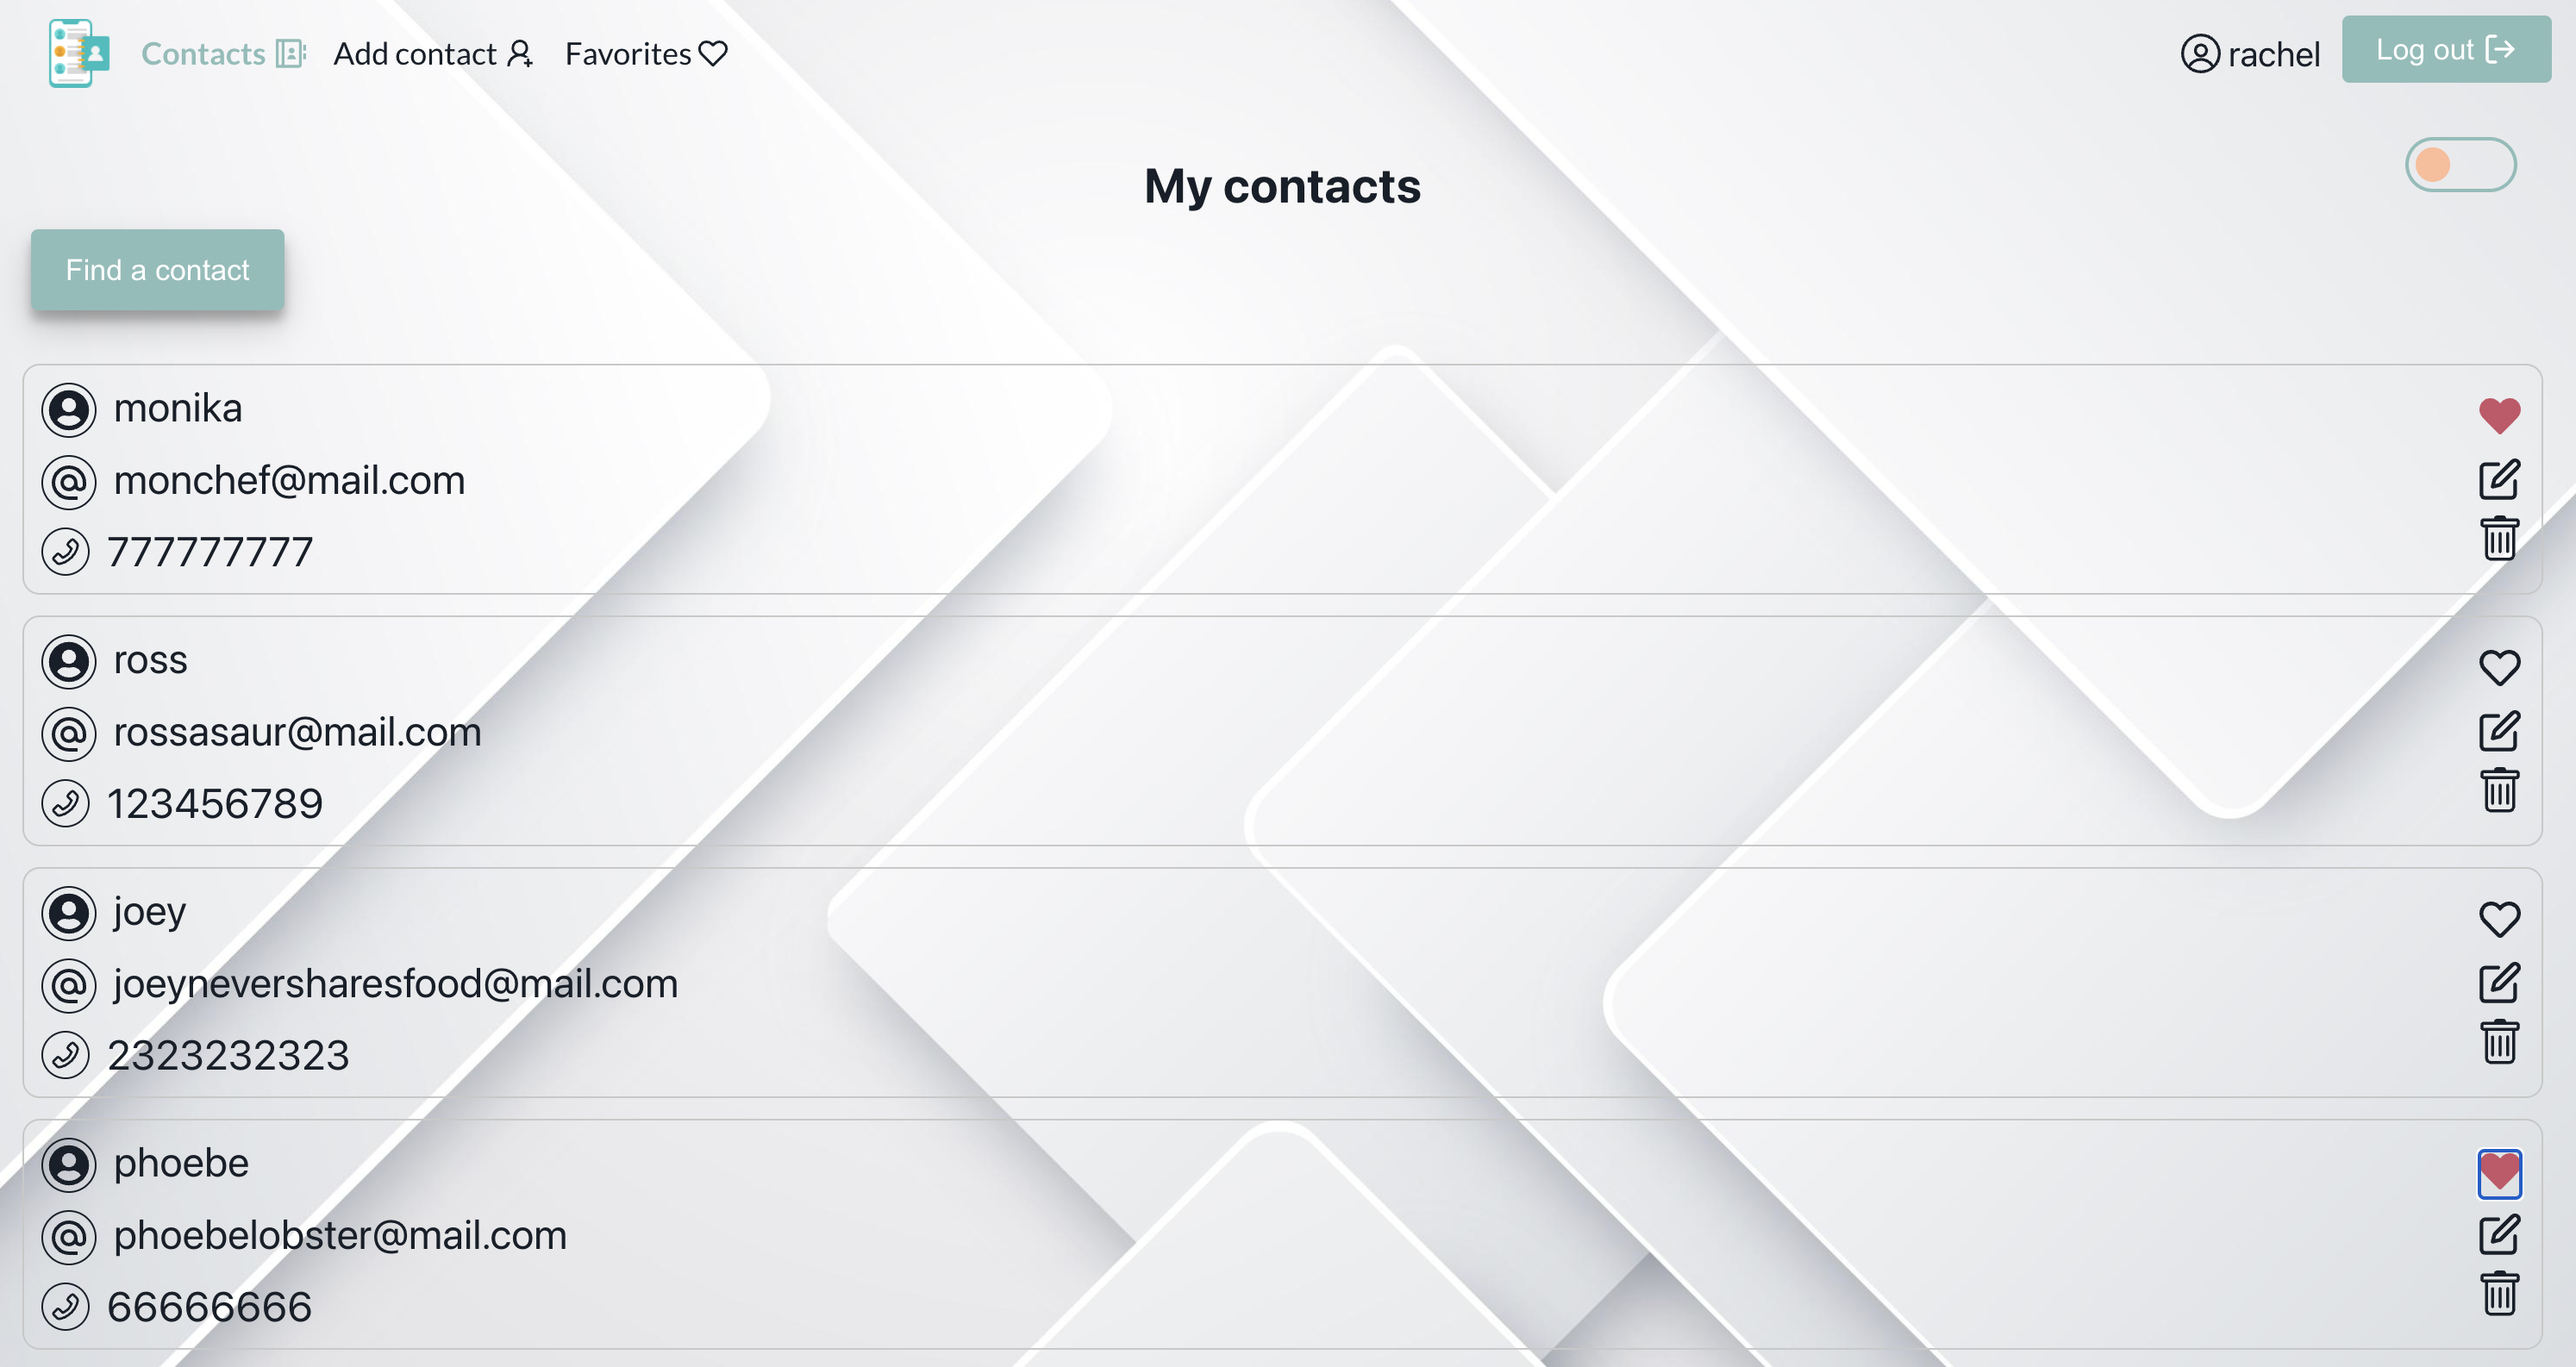 Contacts Add contact Favorites rachel Log out
My contacts
Find a contact
monika
monchef@mail.com
777777777
ross
rossasaur@mail.com
123456789
joey
joeyneversharesfood@mail.com
2323232323
phoebe
phoebelobster@mail.com
66666666